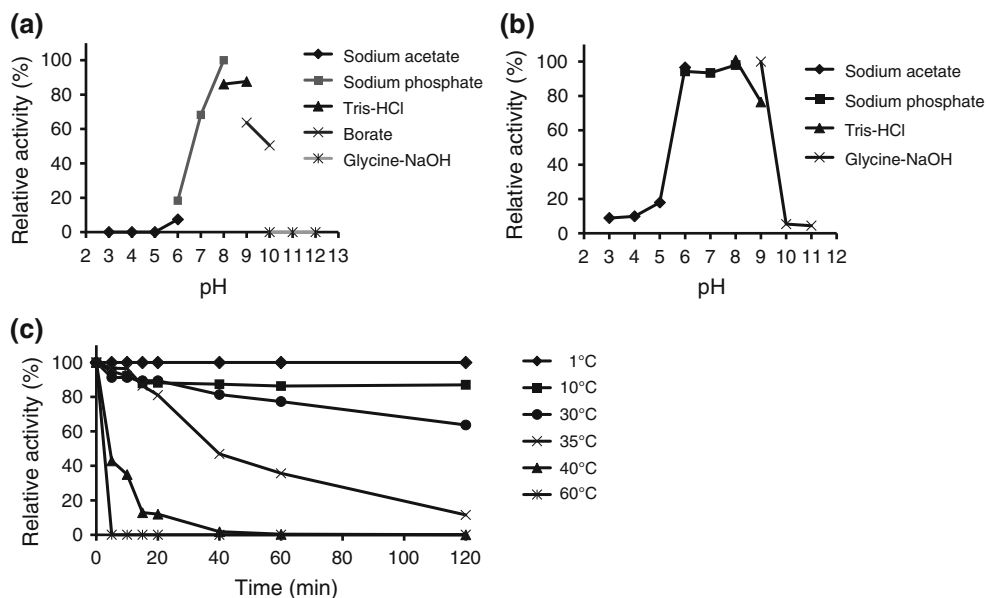 (a)
Relative activity (%)
100
80
60
40
20
0
2 3 4 5 6 7 8 9 10 11 12 13
pH
Sodium acetate
Sodium phosphate
Tris-HCl
Borate
Glycine-NaOH
(b)
Relative activity (%)
100
80
60
40
20
0
2 3 4 5 6 7 8 9 10 11 12
pH
Sodium acetate
Sodium phosphate
Tris-HCl
Glycine-NaOH
(c)
Relative activity (%)
100
80
60
40
20
0
0 20 40 60 80 100 120
Time (min)
1°C
10°C
30°C
35°C
40°C
60°C